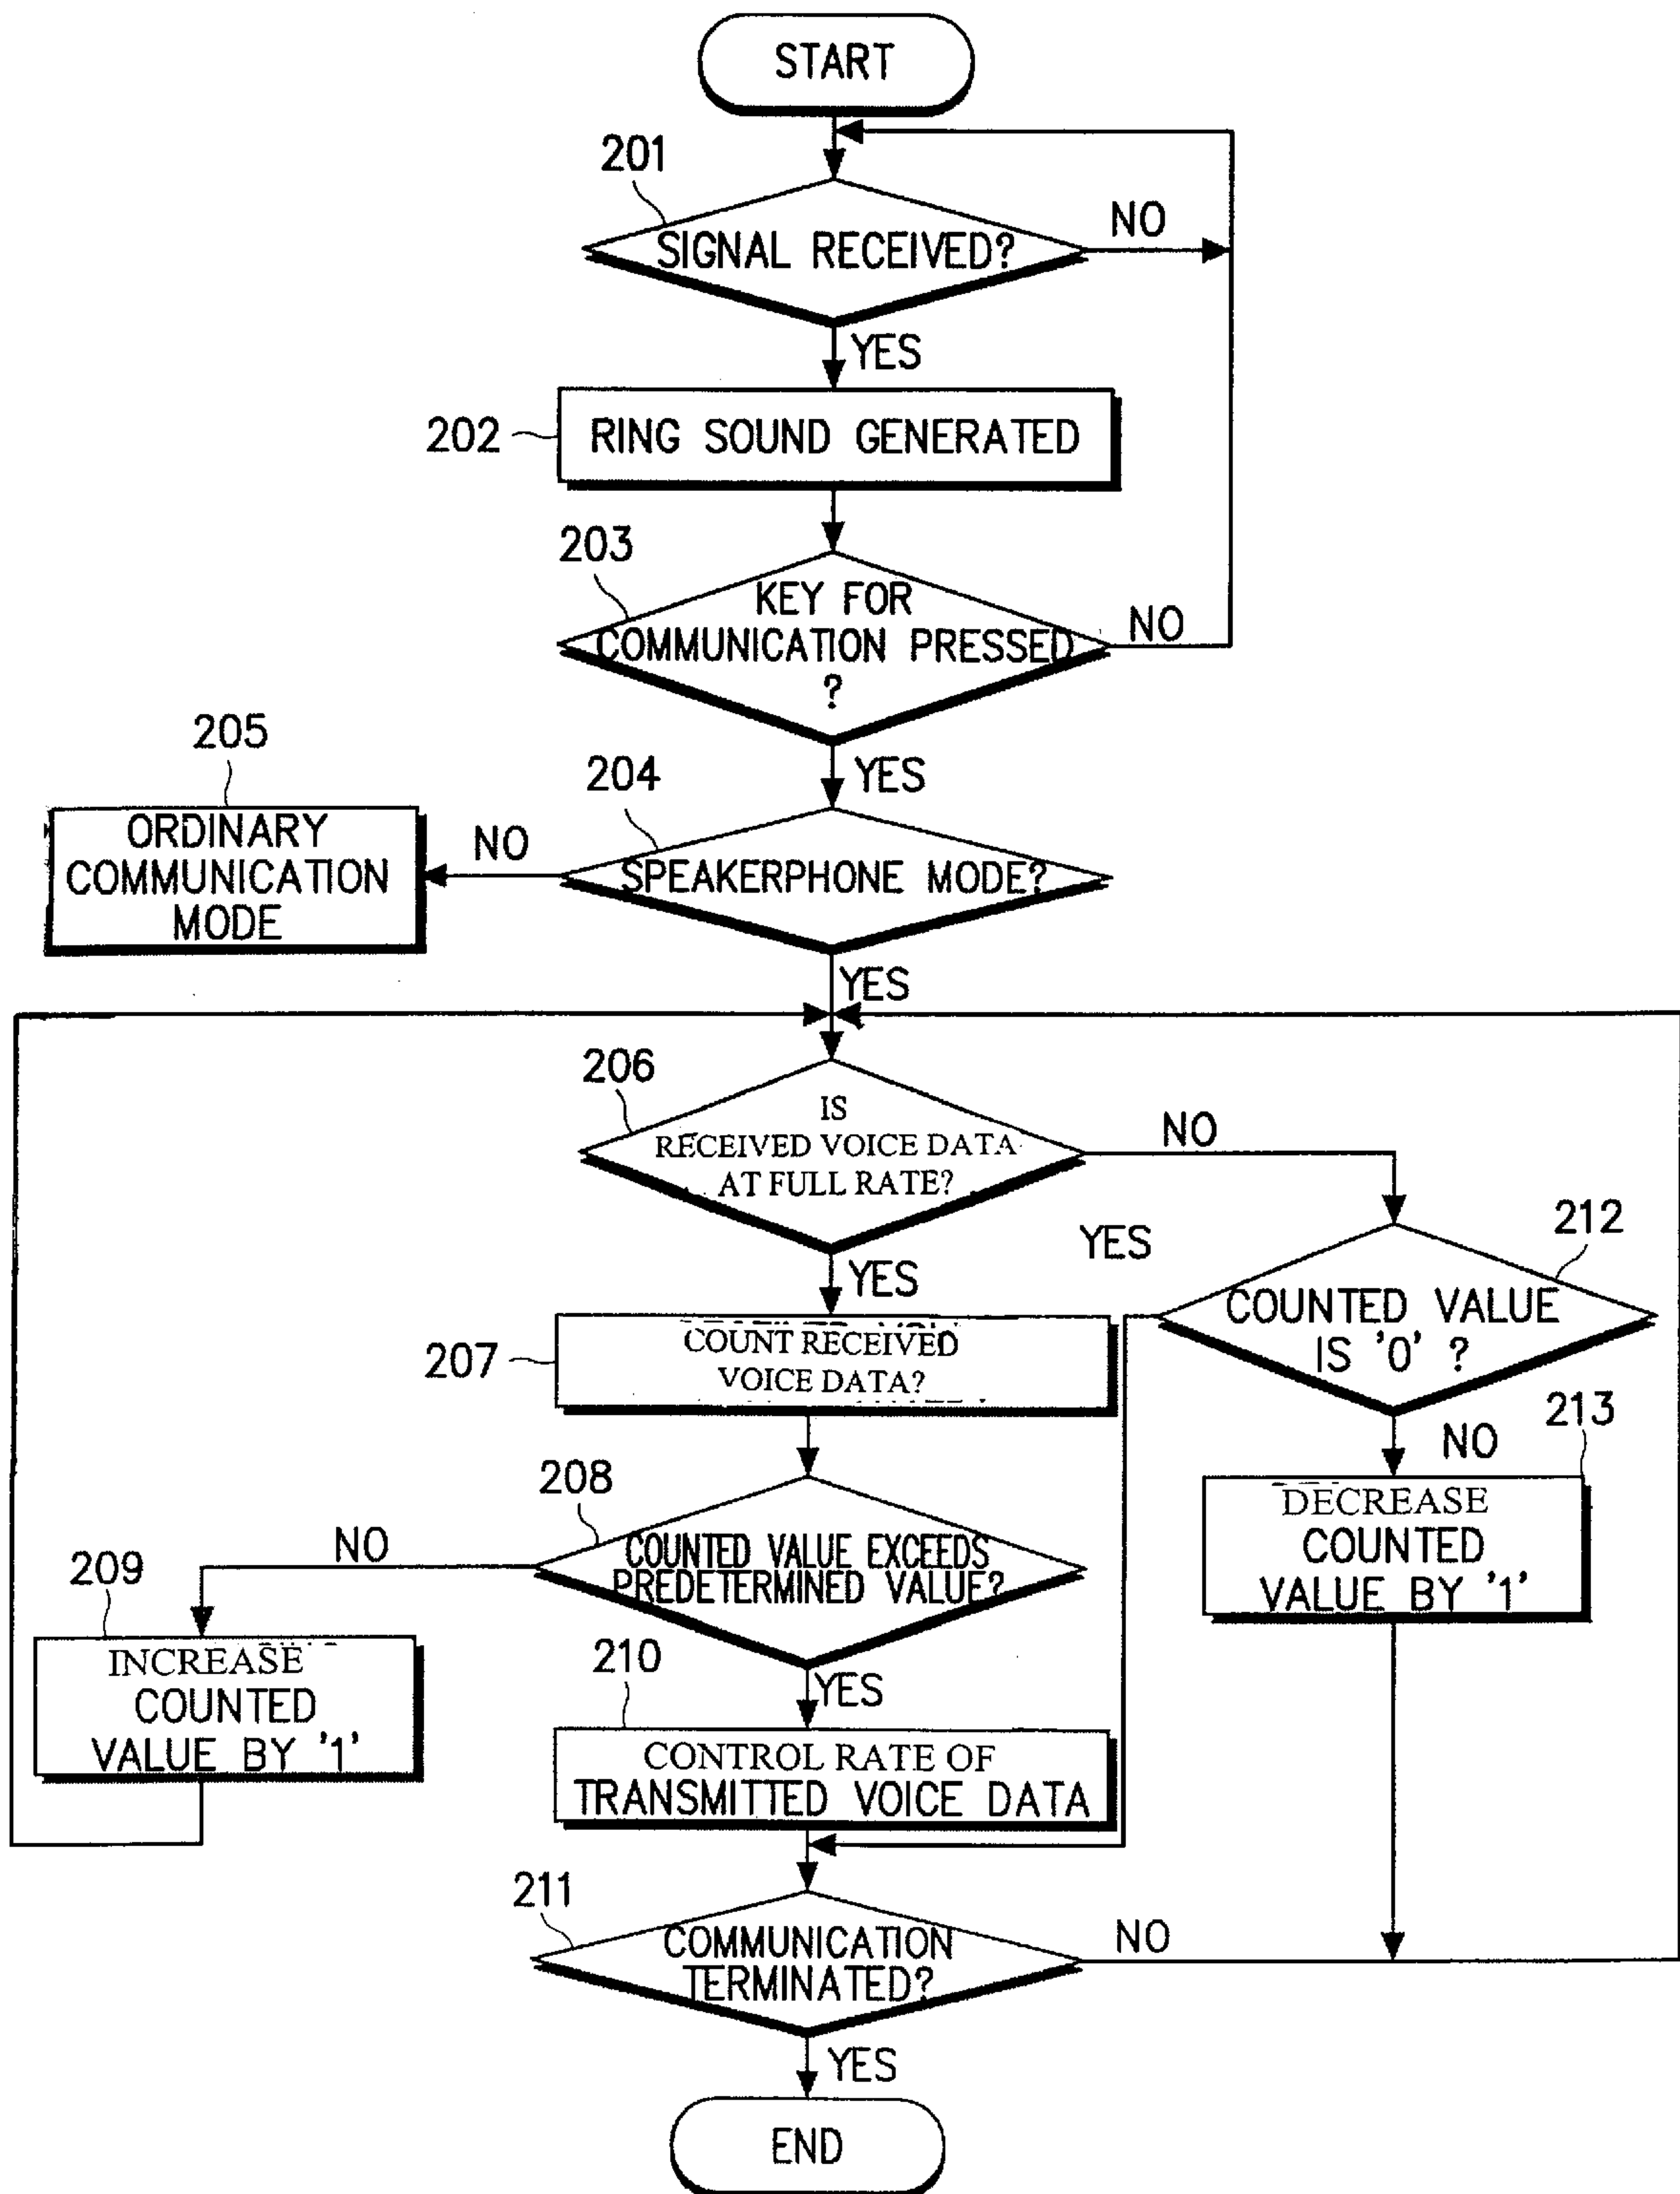 START
201
SIGNAL RECEIVED?
NO
YES
202
RING SOUND GENERATED
203
KEY FOR
COMMUNICATION PRESSED
?
NO
YES
204
205
ORDINARY
COMMUNICATION
MODE
NO
SPEAKERPHONE MODE?
YES
206
IS
RECEIVED VOICE DATA
AT FULL RATE?
NO
YES
212
YES
COUNTED VALUE
IS '0' ?
207
COUNT RECEIVED
VOICE DATA?
NO
213
208
COUNTED VALUE EXCEEDS
PREDETERMINED VALUE?
NO
DECREASE
COUNTED
VALUE BY '1'
209
INCREASE
COUNTED
VALUE BY '1'
YES
210
CONTROL RATE OF
TRANSMITTED VOICE DATA
211
COMMUNICATION
TERMINATED?
NO
YES
END